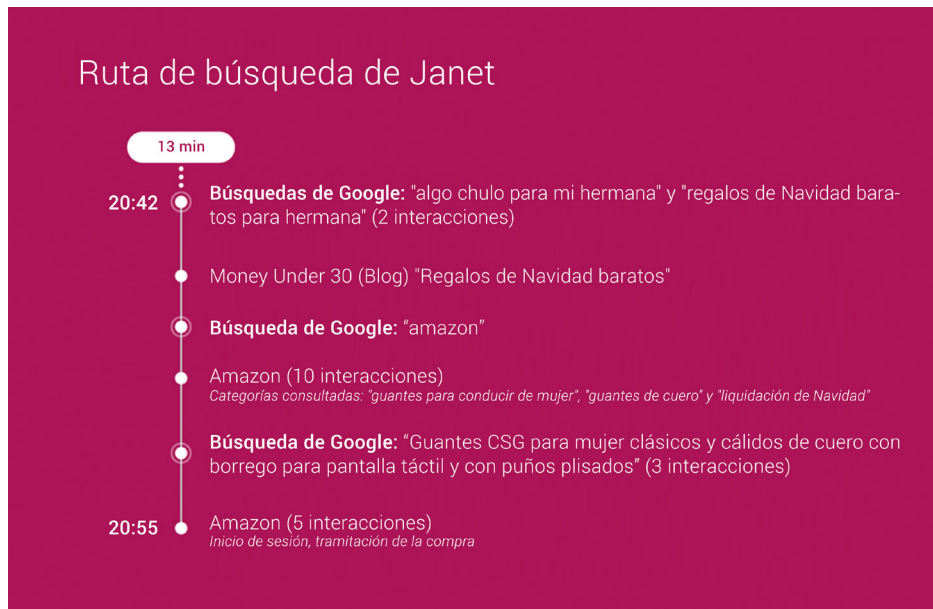 Ruta de búsqueda de Janet
13 min
20:42
Búsquedas de Google: "algo chulo para mi hermana" y "regalos de Navidad bara-
tos para hermana" (2 interacciones)
Money Under 30 (Blog) "Regalos de Navidad baratos"
Búsqueda de Google: “amazon”
Amazon (10 interacciones)
Categorías consultadas: "guantes para conducir de mujer", "guantes de cuero" y "liquidación de Navidad"
Búsqueda de Google: “Guantes CSG para mujer clásicos y cálidos de cuero con
borrego para pantalla táctil y con puños plisados” (3 interacciones)
20:55
Amazon (5 interacciones)
Inicio de sesión, tramitación de la compra